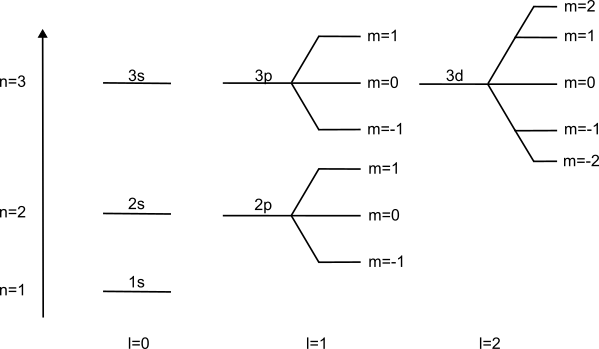 m=2
m=1
m=1
n=3
3s
3p
m=0
3d
m=0
m=-1
m=-1
m=-2
m=1
n=2
2s
2p
m=0
m=-1
n=1
1s
l=0
l=1
l=2